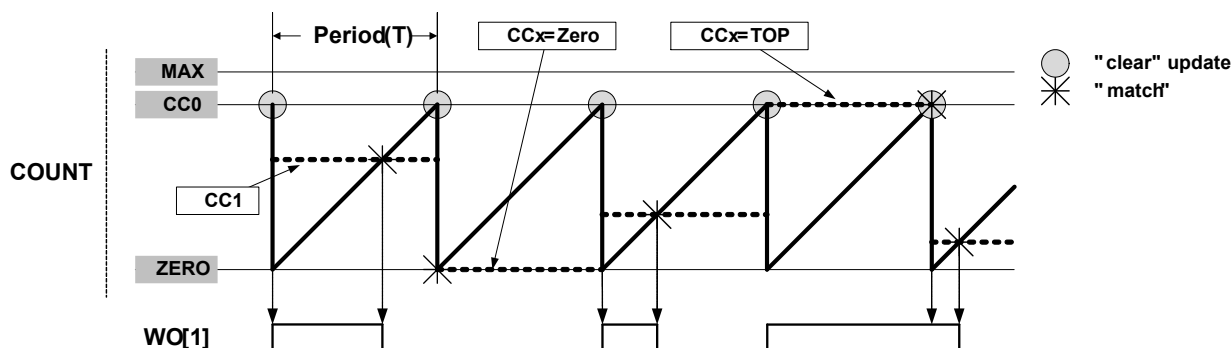 Period(T)
CCx=Zero
CCx=TOP
MAX
"clear" update
CC0
"match"
COUNT
CC1
ZERO
WO[1]